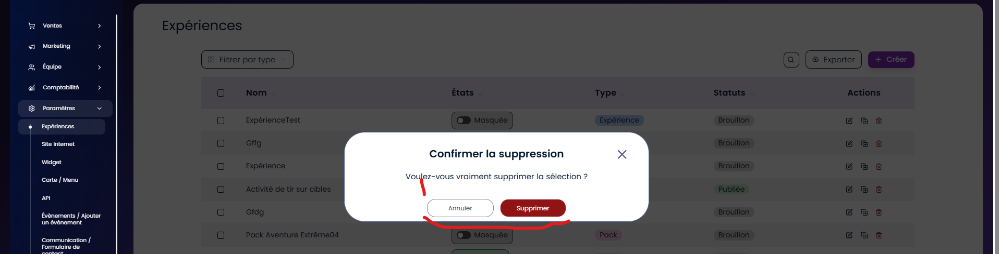 Ventes
Marketing
Équipe
Comptabilité
Paramètres
Expériences
Site Internet
Widget
Carte / Menu
API
Évènements / Ajouter
un évènement
Communication /
Formulaire de
contact
Expériences
Filtrer par type
Exporter
+ Créer
Nom États Type Statuts Actions
ExpérienceTest Masquée Expérience Brouillon
Gffg Brouillon
Expérience Brouillon
Activité de tir sur cibles Publiée
Gfdg Brouillon
Pack Aventure Extrême04 Masquée Pack Brouillon
Confirmer la suppression
Voulez-vous vraiment supprimer la sélection ?
Annuler Supprimer